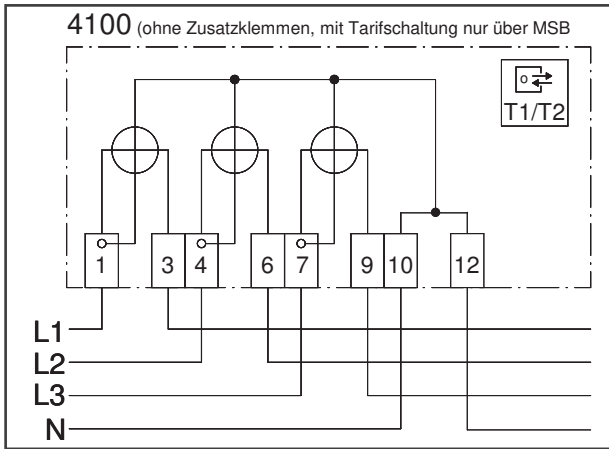 4100 (ohne Zusatzklemmen, mit Tarifschaltung nur über MSB
T1/T2
1 3 4 6 7 9 10 12
L1
L2
L3
N